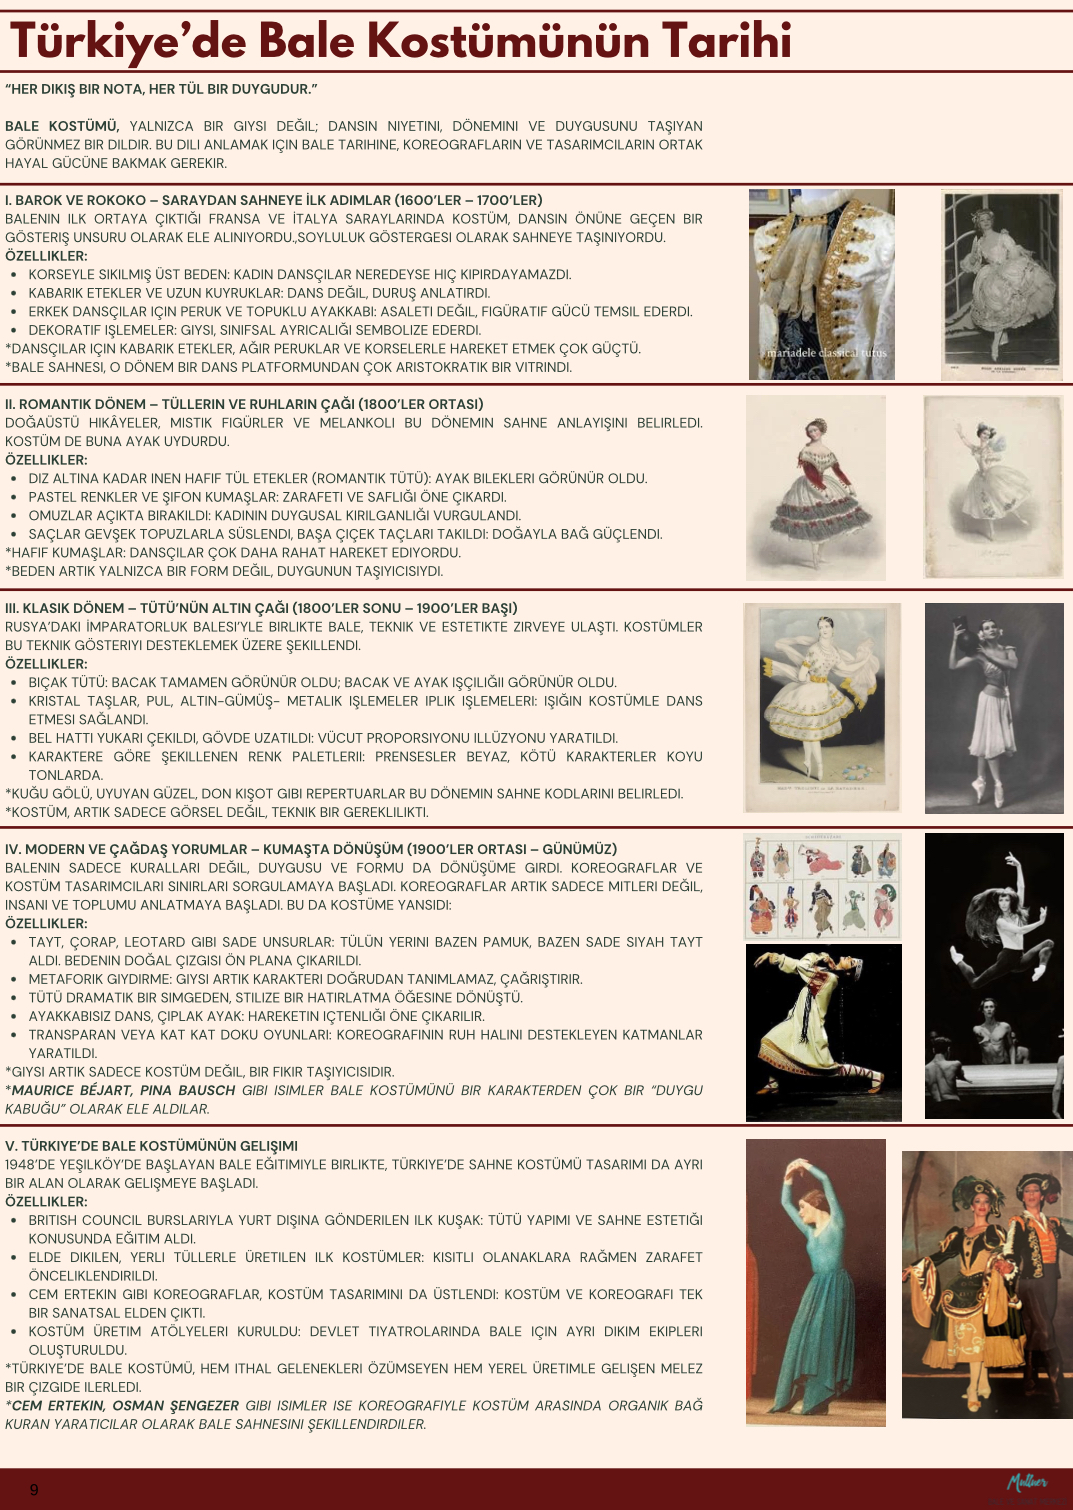 Türkiye’de Bale Kostümünün Tarihi
“HER DIKIŞ BIR NOTA, HER TÜL BIR DUYGUDUR.”
BALE KOSTÜMÜ, YALNIZCA BIR GIYSI DEĞIL; DANSIN NIYETINI, DÖNEMINI VE DUYGUSUNU TAŞIYAN
GÖRÜNMEZ BIR DILDIR. BU DILI ANLAMAK IÇIN BALE TARIHINE, KOREOGRAFLARIN VE TASARIMCILARIN ORTAK
HAYAL GÜCÜNE BAKMAK GEREKIR.
I. BAROK VE ROKOKO – SARAYDAN SAHNEYE İLK ADIMLAR (1600’LER – 1700’LER)
BALENIN ILK ORTAYA ÇIKTIĞI FRANSA VE İTALYA SARAYLARINDA KOSTÜM, DANSIN ÖNÜNE GEÇEN BIR
GÖSTERIŞ UNSURU OLARAK ELE ALINIYORDU.,SOYLULUK GÖSTERGESI OLARAK SAHNEYE TAŞINIYORDU.
ÖZELLIKLER:
• KORSEYLE SIKILMIŞ ÜST BEDEN: KADIN DANSÇILAR NEREDEYSE HIÇ KIPIRDAYAMAZDI.
• KABARIK ETEKLER VE UZUN KUYRUKLAR: DANS DEĞIL, DURUŞ ANLATIRDI.
• ERKEK DANSÇILAR IÇIN PERUK VE TOPUKLU AYAKKABI: ASALETI DEĞIL, FIGÜRATIF GÜCÜ TEMSIL EDERDI.
• DEKORATIF IŞLEMELER: GIYSI, SINIFSAL AYRICALIĞI SEMBOLIZE EDERDI.
*DANSÇILAR IÇIN KABARIK ETEKLER, AĞIR PERUKLAR VE KORSELERLE HAREKET ETMEK ÇOK GÜÇTÜ.
*BALE SAHNESI, O DÖNEM BIR DANS PLATFORMUNDAN ÇOK ARISTOKRATIK BIR VITRINDI.
mariadele classical tutus
II. ROMANTIK DÖNEM – TÜLLERIN VE RUHLARIN ÇAĞI (1800’LER ORTASI)
DOĞAÜSTÜ HIKÂYELER, MISTIK FIGÜRLER VE MELANKOLI BU DÖNEMIN SAHNE ANLAYIŞINI BELIRLEDI.
KOSTÜM DE BUNA AYAK UYDURDU.
ÖZELLIKLER:
• DIZ ALTINA KADAR INEN HAFIF TÜL ETEKLER (ROMANTIK TÜTÜ): AYAK BILEKLERI GÖRÜNÜR OLDU.
• PASTEL RENKLER VE ŞIFON KUMAŞLAR: ZARAFETI VE SAFLIĞI ÖNE ÇIKARDI.
• OMUZLAR AÇIKTA BIRAKILDI: KADININ DUYGUSAL KIRILGANLIĞI VURGULANDI.
• SAÇLAR GEVŞEK TOPUZLARLA SÜSLENDI, BAŞA ÇIÇEK TAÇLARI TAKILDI: DOĞAYLA BAĞ GÜÇLENDI.
*HAFIF KUMAŞLAR: DANSÇILAR ÇOK DAHA RAHAT HAREKET EDIYORDU.
*BEDEN ARTIK YALNIZCA BIR FORM DEĞIL, DUYGUNUN TAŞIYICISIYDI.
III. KLASIK DÖNEM – TÜTÜ’NÜN ALTIN ÇAĞI (1800’LER SONU – 1900’LER BAŞI)
RUSYA’DAKI İMPARATORLUK BALESI’YLE BIRLIKTE BALE, TEKNIK VE ESTETIKTE ZIRVEYE ULAŞTI. KOSTÜMLER
BU TEKNIK GÖSTERIYI DESTEKLEMEK ÜZERE ŞEKILLENDI.
ÖZELLIKLER:
• BIÇAK TÜTÜ: BACAK TAMAMEN GÖRÜNÜR OLDU; BACAK VE AYAK IŞÇILIĞII GÖRÜNÜR OLDU.
• KRISTAL TAŞLAR, PUL, ALTIN-GÜMÜŞ- METALIK IŞLEMELER IPLIK IŞLEMELERI: IŞIĞIN KOSTÜMLE DANS
ETMESI SAĞLANDI.
• BEL HATTI YUKARI ÇEKILDI, GÖVDE UZATILDI: VÜCUT PROPORSIYONU ILLÜZYONU YARATILDI.
• KARAKTERE GÖRE ŞEKILLENEN RENK PALETLERII: PRENSESLER BEYAZ, KÖTÜ KARAKTERLER KOYU
TONLARDA.
*KUĞU GÖLÜ, UYUYAN GÜZEL, DON KIŞOT GIBI REPERTUARLAR BU DÖNEMIN SAHNE KODLARINI BELIRLEDI.
*KOSTÜM, ARTIK SADECE GÖRSEL DEĞIL, TEKNIK BIR GEREKLILIKTI.
IV. MODERN VE ÇAĞDAŞ YORUMLAR – KUMAŞTA DÖNÜŞÜM (1900’LER ORTASI – GÜNÜMÜZ)
BALENIN SADECE KURALLARI DEĞIL, DUYGUSU VE FORMU DA DÖNÜŞÜME GIRDI. KOREOGRAFLAR VE
KOSTÜM TASARIMCILARI SINIRLARI SORGULAMAYA BAŞLADI. KOREOGRAFLAR ARTIK SADECE MITLERI DEĞIL,
INSANI VE TOPLUMU ANLATMAYA BAŞLADI. BU DA KOSTÜME YANSIDI:
ÖZELLIKLER:
• TAYT, ÇORAP, LEOTARD GIBI SADE UNSURLAR: TÜLÜN YERINI BAZEN PAMUK, BAZEN SADE SIYAH TAYT
ALDI. BEDENIN DOĞAL ÇIZGISI ÖN PLANA ÇIKARILDI.
• METAFORIK GIYDIRME: GIYSI ARTIK KARAKTERI DOĞRUDAN TANIMLAMAZ, ÇAĞRIŞTIRIR.
• TÜTÜ DRAMATIK BIR SIMGEDEN, STILIZE BIR HATIRLATMA ÖĞESINE DÖNÜŞTÜ.
• AYAKKABISIZ DANS, ÇIPLAK AYAK: HAREKETIN IÇTENLIĞI ÖNE ÇIKARILIR.
• TRANSPARAN VEYA KAT KAT DOKU OYUNLARI: KOREOGRAFININ RUH HALINI DESTEKLEYEN KATMANLAR
YARATILDI.
*GIYSI ARTIK SADECE KOSTÜM DEĞIL, BIR FIKIR TAŞIYICISIDIR.
*MAURICE BÉJART, PINA BAUSCH GIBI ISIMLER BALE KOSTÜMÜNÜ BIR KARAKTERDEN ÇOK BIR “DUYGU
KABUĞU” OLARAK ELE ALDILAR.
V. TÜRKIYE’DE BALE KOSTÜMÜNÜN GELIŞIMI
1948’DE YEŞILKÖY’DE BAŞLAYAN BALE EĞITIMIYLE BIRLIKTE, TÜRKIYE’DE SAHNE KOSTÜMÜ TASARIMI DA AYRI
BIR ALAN OLARAK GELIŞMEYE BAŞLADI.
ÖZELLIKLER:
• BRITISH COUNCIL BURSLARIYLA YURT DIŞINA GÖNDERILEN ILK KUŞAK: TÜTÜ YAPIMI VE SAHNE ESTETIĞI
KONUSUNDA EĞITIM ALDI.
• ELDE DIKILEN, YERLI TÜLLERLE ÜRETILEN ILK KOSTÜMLER: KISITLI OLANAKLARA RAĞMEN ZARAFET
ÖNCELIKLENDIRILDI.
• CEM ERTEKIN GIBI KOREOGRAFLAR, KOSTÜM TASARIMINI DA ÜSTLENDI: KOSTÜM VE KOREOGRAFI TEK
BIR SANATSAL ELDEN ÇIKTI.
• KOSTÜM ÜRETIM ATÖLYELERI KURULDU: DEVLET TIYATROLARINDA BALE IÇIN AYRI DIKIM EKIPLERI
OLUŞTURULDU.
*TÜRKIYE’DE BALE KOSTÜMÜ, HEM ITHAL GELENEKLERI ÖZÜMSEYEN HEM YEREL ÜRETIMLE GELIŞEN MELEZ
BIR ÇIZGIDE ILERLEDI.
*CEM ERTEKIN, OSMAN ŞENGEZER GIBI ISIMLER ISE KOREOGRAFIYLE KOSTÜM ARASINDA ORGANIK BAĞ
KURAN YARATICILAR OLARAK BALE SAHNESINI ŞEKILLENDIRDILER.
9